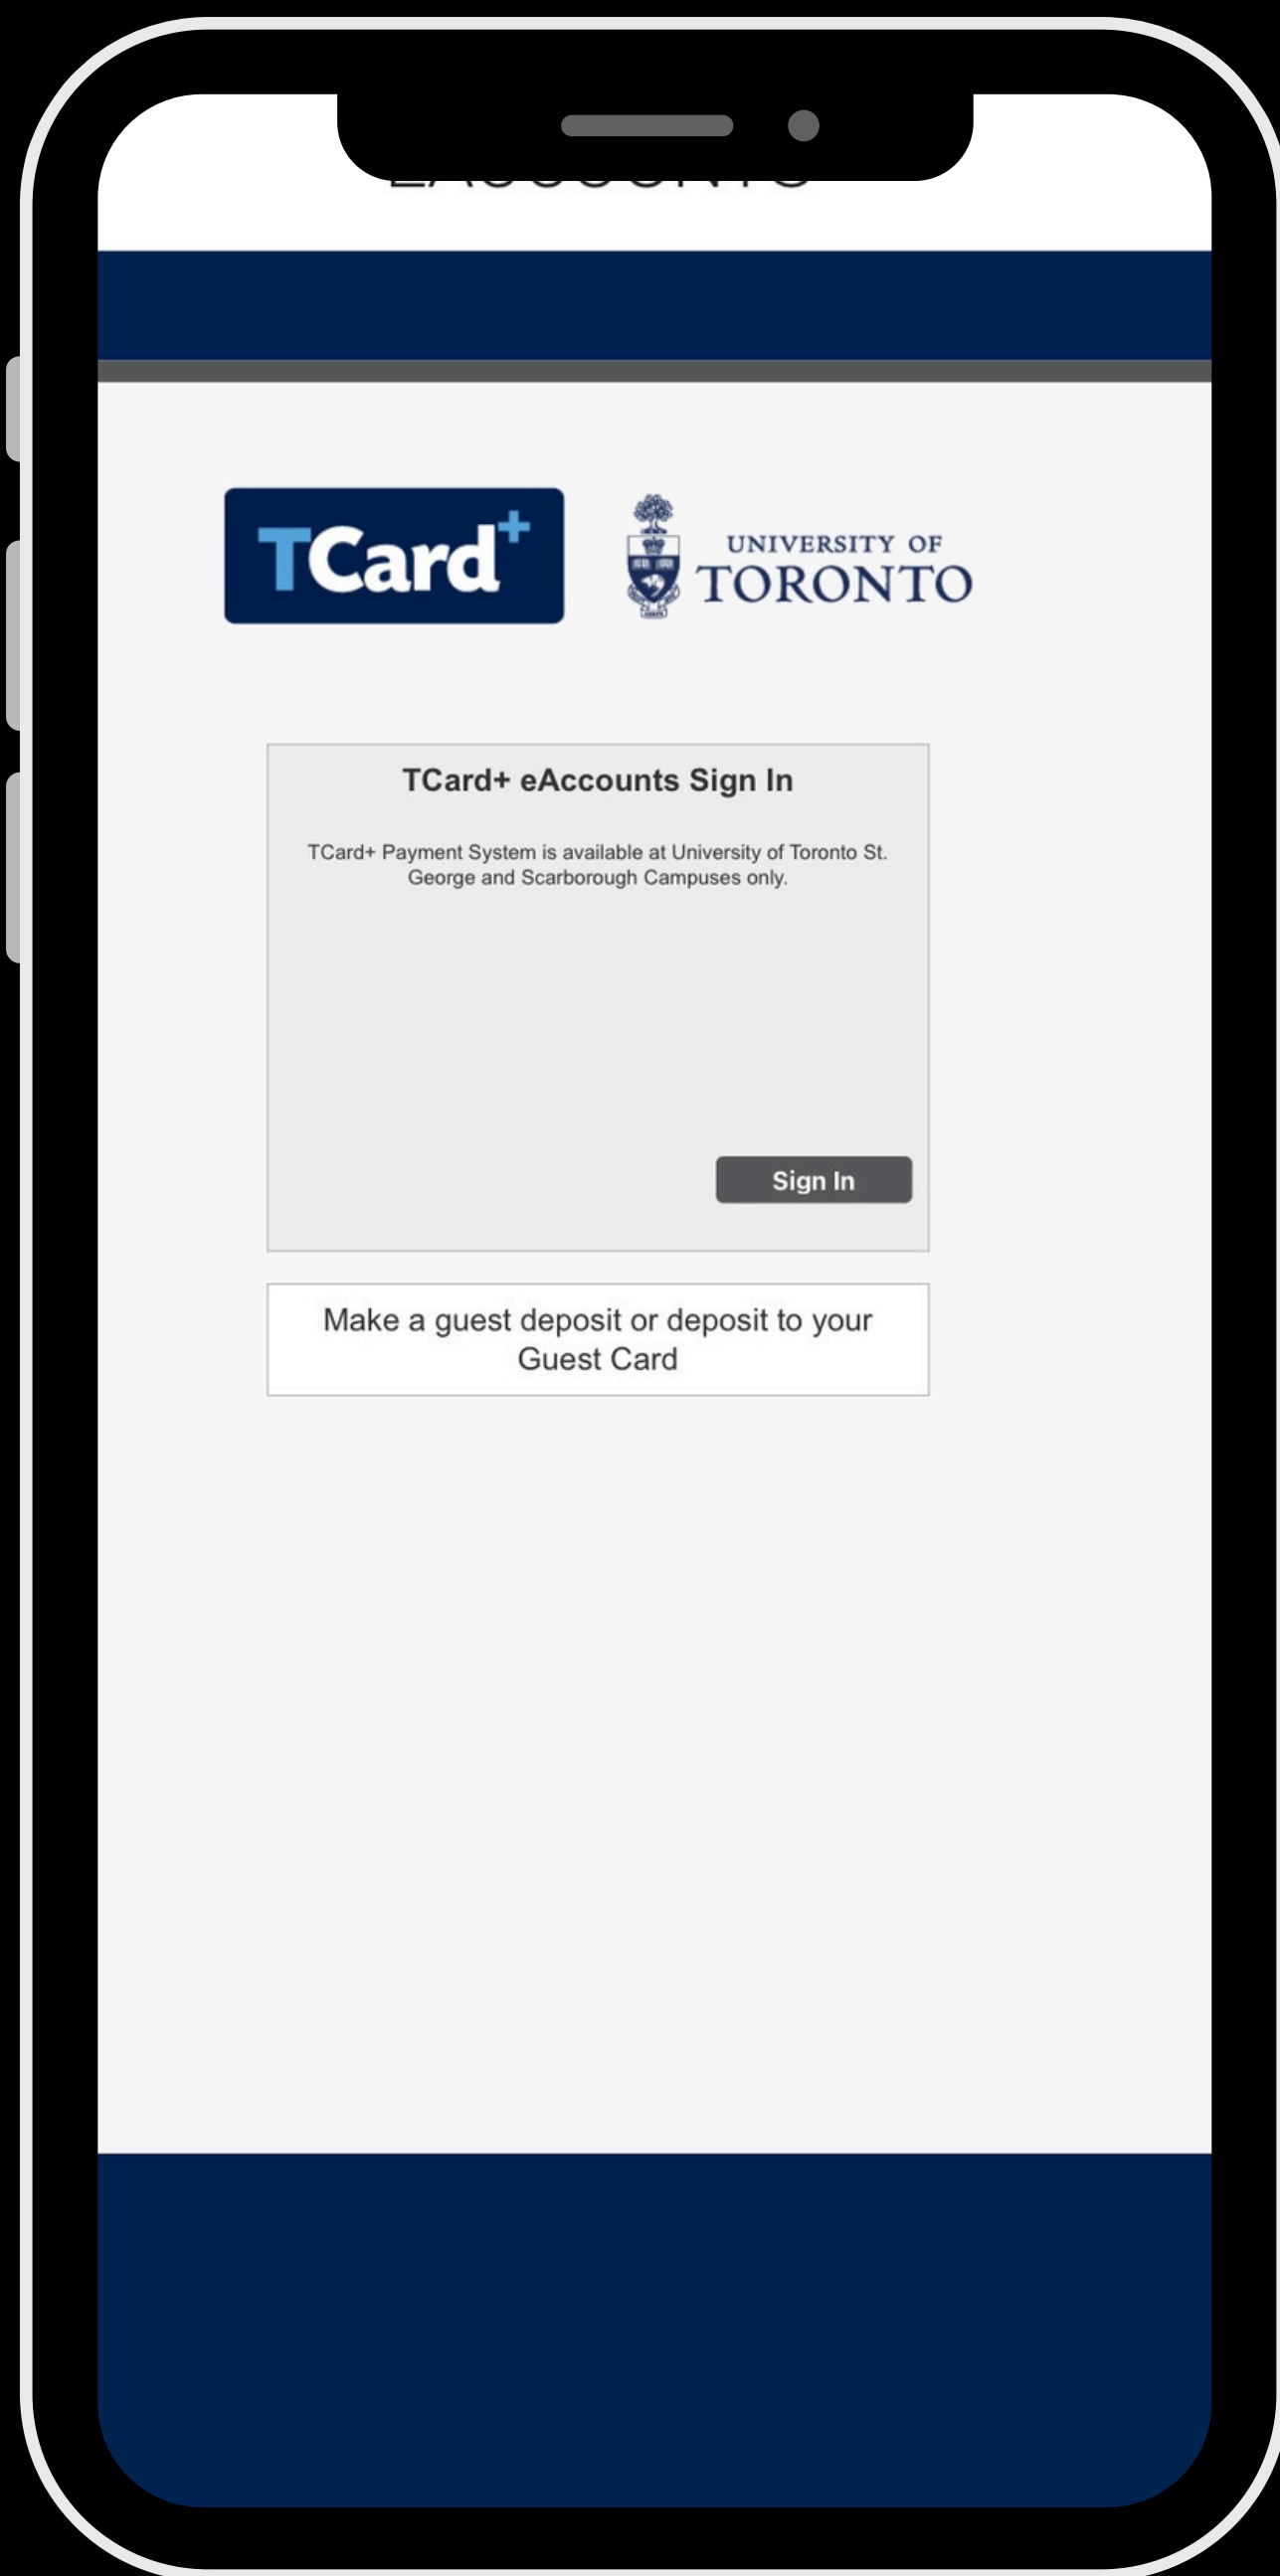 TCard+
UNIVERSITY OF
TORONTO
TCard+ eAccounts Sign In
TCard+ Payment System is available at University of Toronto St.
George and Scarborough Campuses only.
Sign In
Make a guest deposit or deposit to your
Guest Card